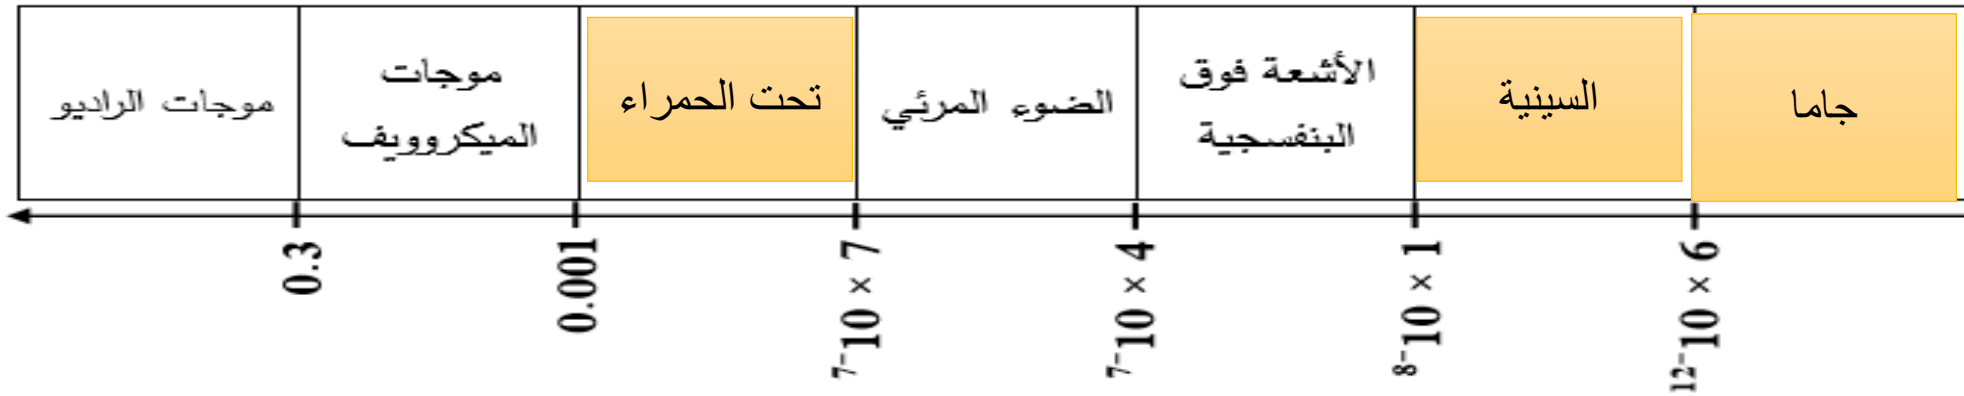 جاما
السينية
الأشعة فوق
البنفسجية
الضوء المرئي
تحت الحمراء
موجات
الميكروويف
موجات الراديو
6 × 10⁻¹²
1 × 10⁻⁸
4 × 10⁻⁷
7 × 10⁻⁷
0.001
0.3